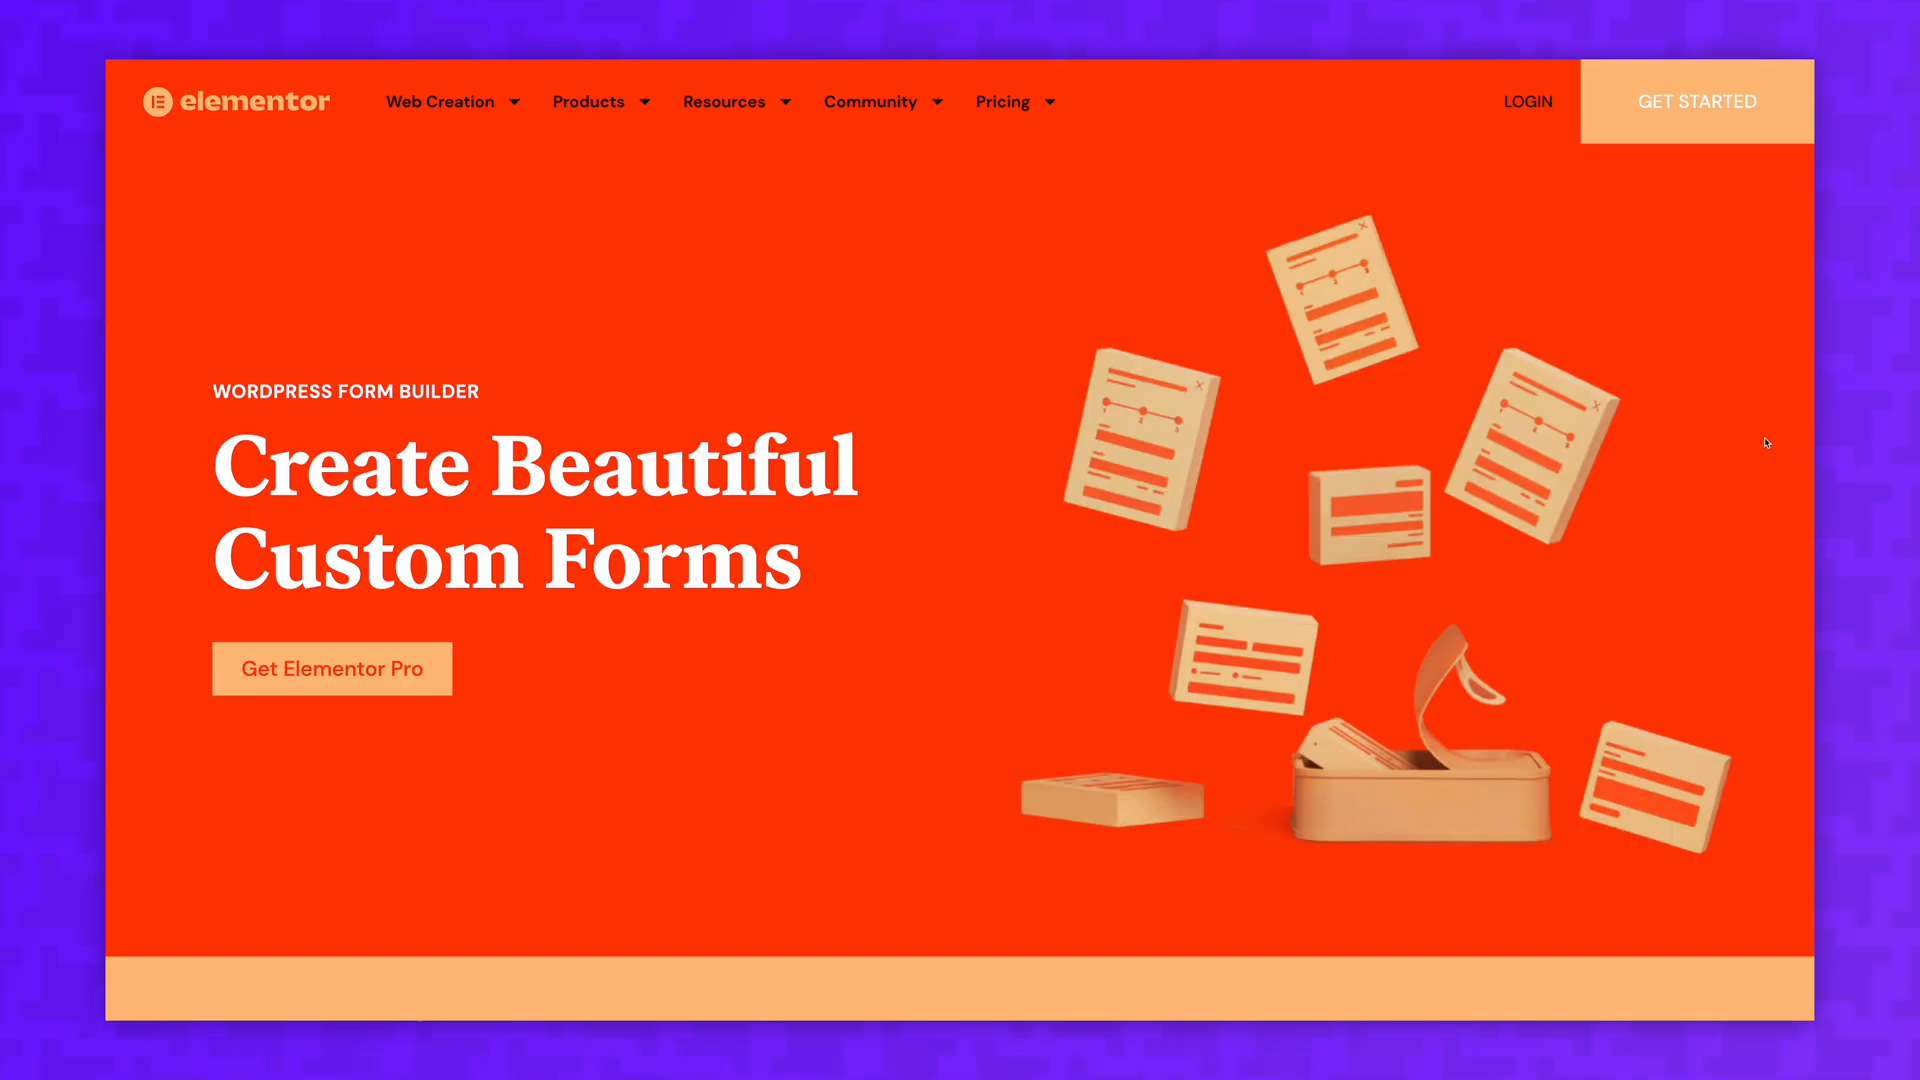 elementor
Web Creation
Products
Resources
Community
Pricing
LOGIN
GET STARTED
WORDPRESS FORM BUILDER
Create Beautiful
Custom Forms
Get Elementor Pro